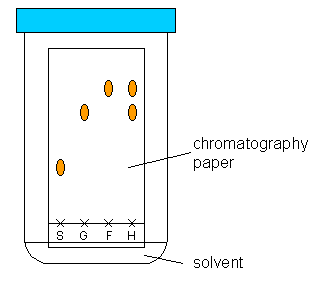 chromatography
paper
S G F H
solvent